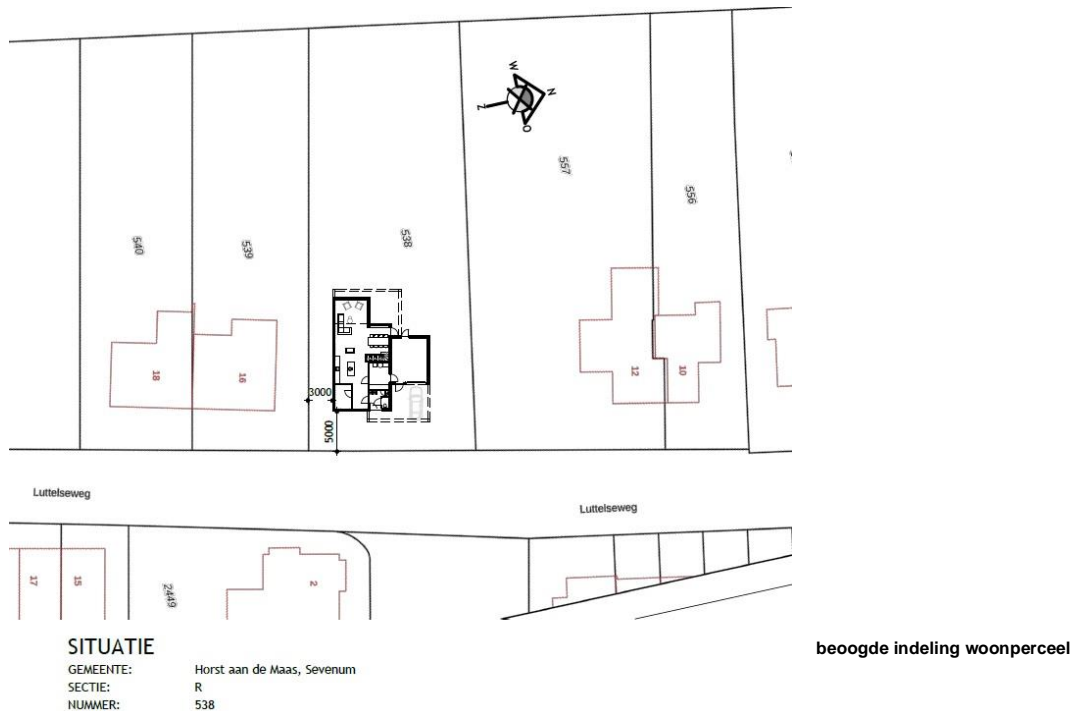 W
N
Z
O
557
556
540
539
538
18
16
12
10
3000
5000
Luttelseweg
Luttelseweg
17
15
2449
2
SITUATIE
GEMEENTE: Horst aan de Maas, Sevenum
SECTIE: R
NUMMER: 538
beoogde indeling woonperceel